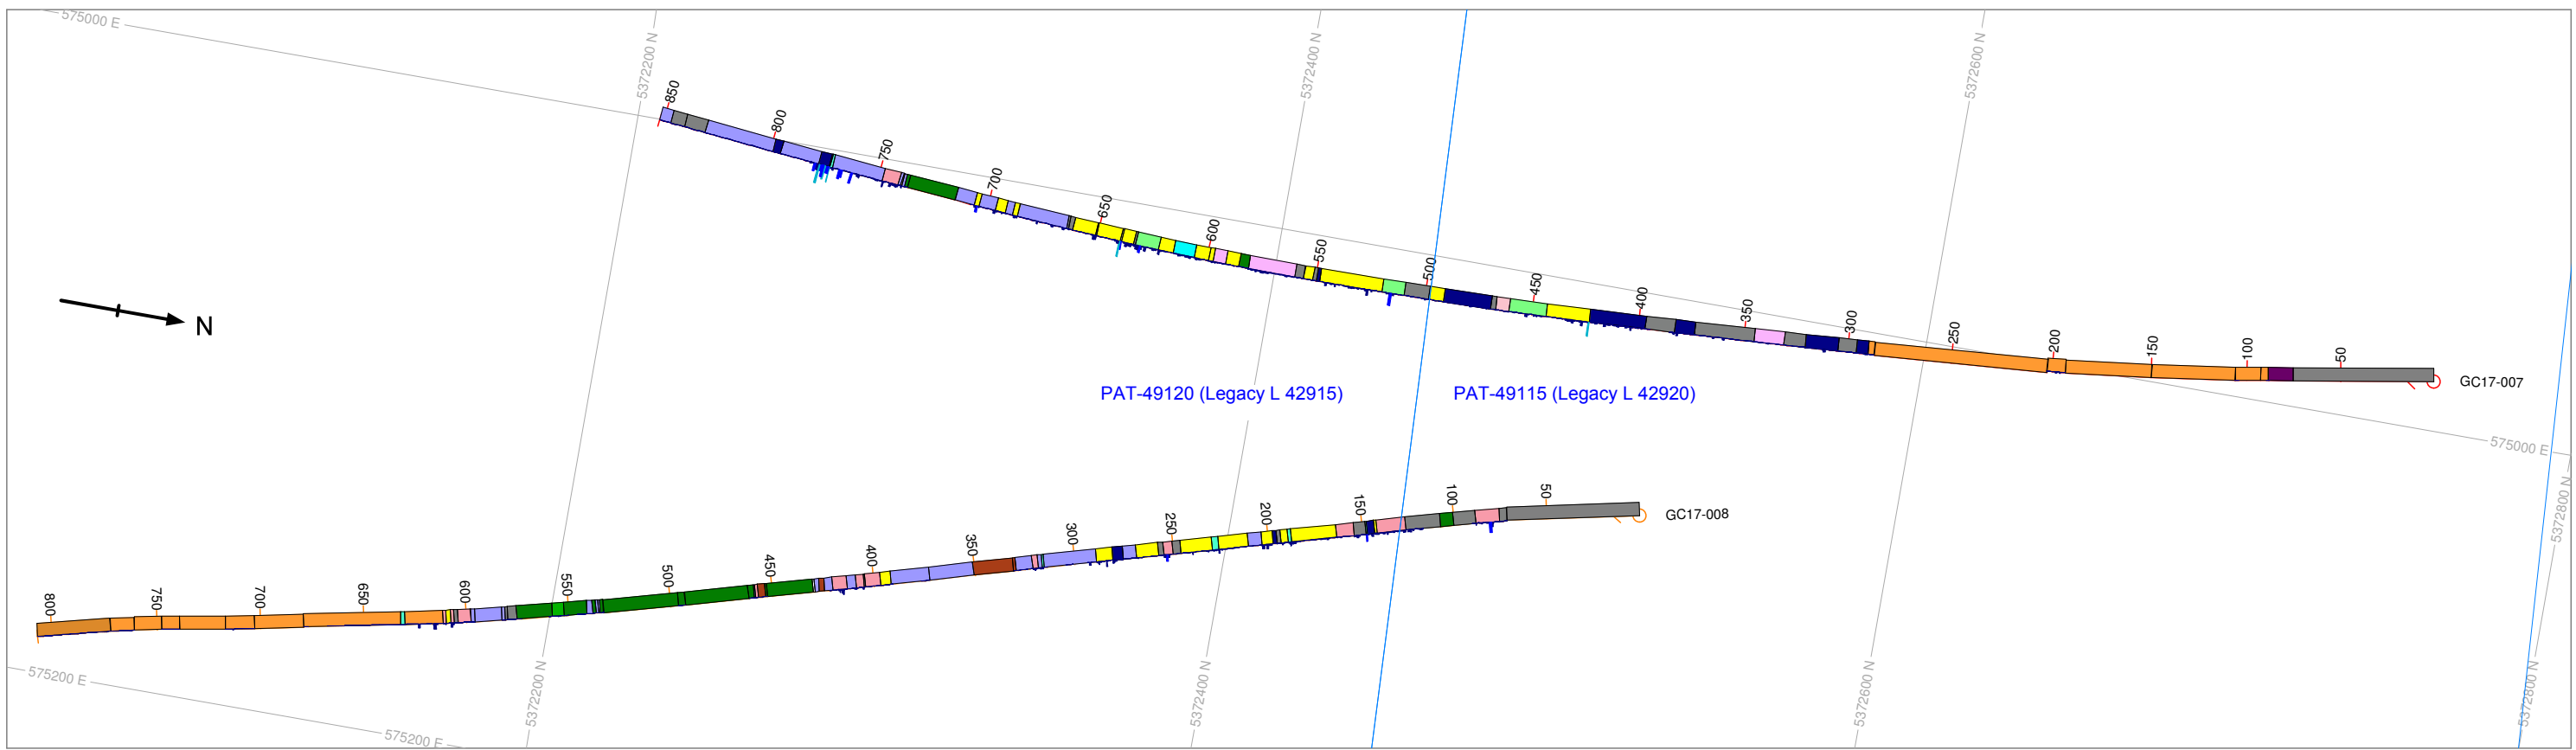 575000 E
5372200 N
5372400 N
5372600 N
850
800
750
700
650
600
550
500
450
400
350
300
250
200
150
100
50
GC17-007
N
PAT-49120 (Legacy L 42915)
PAT-49115 (Legacy L 42920)
575000 E
5372800 N
800
750
700
650
600
550
500
450
400
350
300
250
200
150
100
50
GC17-008
575200 E
575200 E
5372200 N
5372400 N
5372600 N
5372800 N